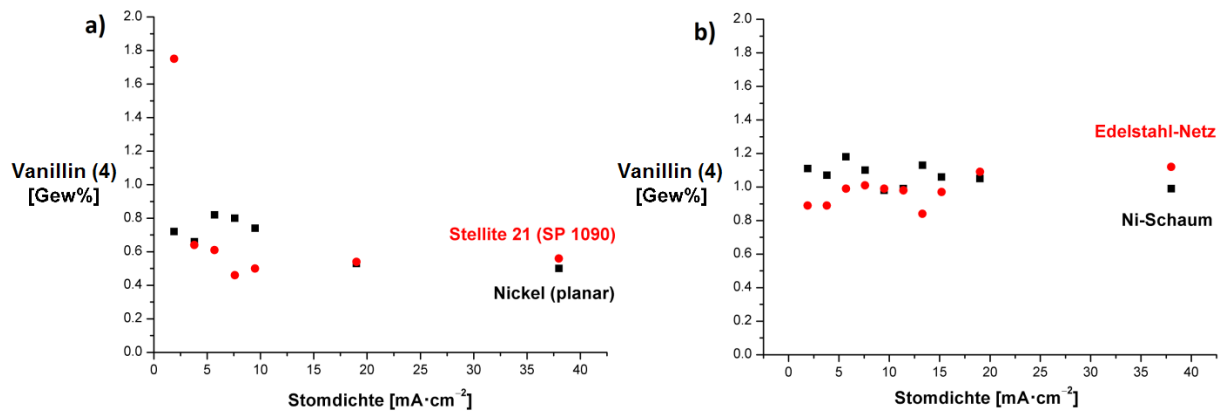 a)
2.0
1.8
1.6
1.4
1.2
1.0
0.8
0.6
0.4
0.2
0.0
Vanillin (4)
[Gew%]
Stellite 21 (SP 1090)
Nickel (planar)
0 5 10 15 20 25 30 35 40
Stomdichte [mA·cm⁻²]
b)
2.0
1.8
1.6
1.4
1.2
1.0
0.8
0.6
0.4
0.2
0.0
Vanillin (4)
[Gew%]
Edelstahl-Netz
Ni-Schaum
0 5 10 15 20 25 30 35 40
Stomdichte [mA·cm⁻²]